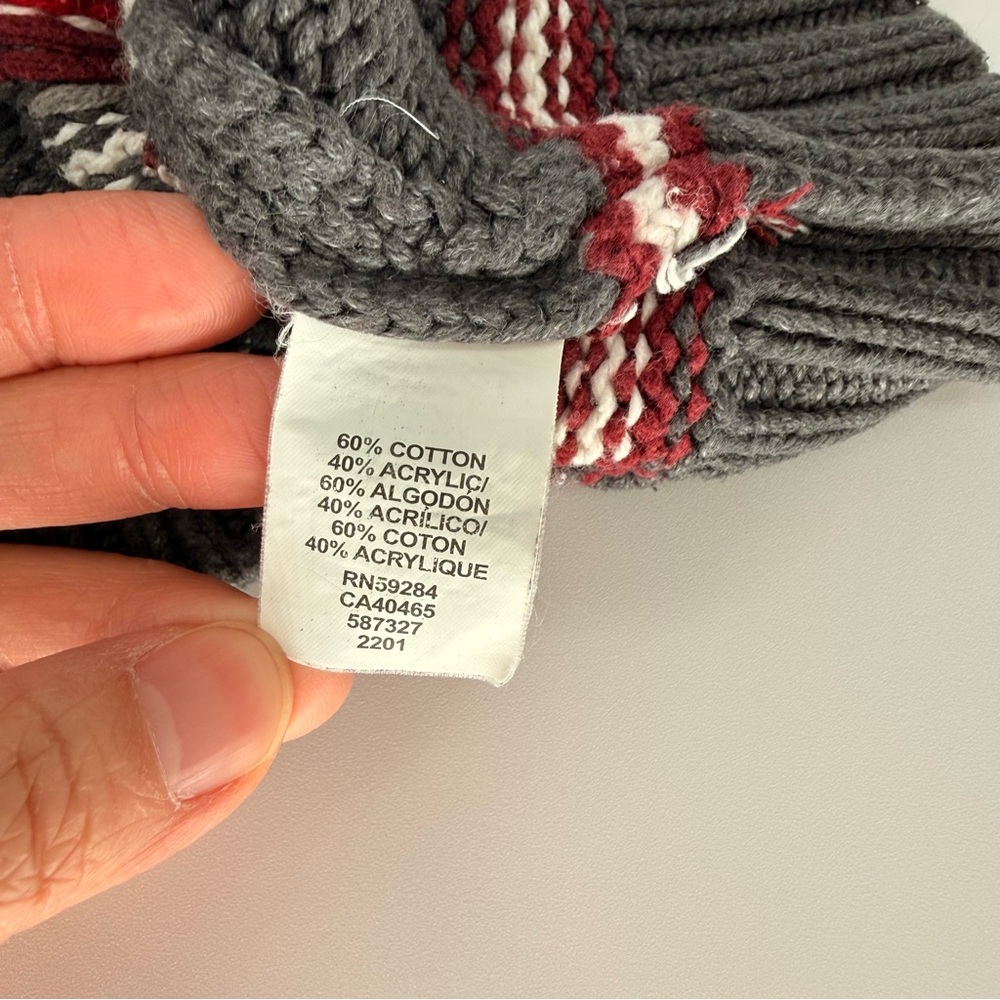 60% COTTON
40% ACRYLIC/
60% ALGODÓN
40% ACRÍLICO/
60% COTON
40% ACRYLIQUE
RN59284
CA40465
587327
2201